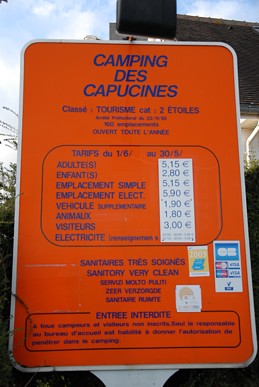 CAMPING
DES
CAPUCINES
Classé : TOURISME cat : 2 ÉTOILES
160 emplacements
OUVERT TOUTE L'ANNÉE
TARIFS du 1/6/ au 30/5/
ADULTE(S) 5,15 €
ENFANT(S) 2,80 €
EMPLACEMENT SIMPLE 5,15 €
EMPLACEMENT ELECT. 5,90 €
VEHICULE SUPPLEMENTAIRE 1,90 €
ANIMAUX 1,80 €
VISITEURS 3,00 €
ELECTRICITE (renseignement à
SANITAIRES TRÈS SOIGNÉS
SANITORY VERY CLEAN
SERVIZI MOLTO PULITI
ZEER VERZORGDE
SANITAIRE RUIMTE
ENTREE INTERDITE
à tous campeurs et visiteurs non inscrits.Seul le responsable
au bureau d'accueil est habilité à donner l'autorisation de
pénétrer dans le camping.
CB
VISA